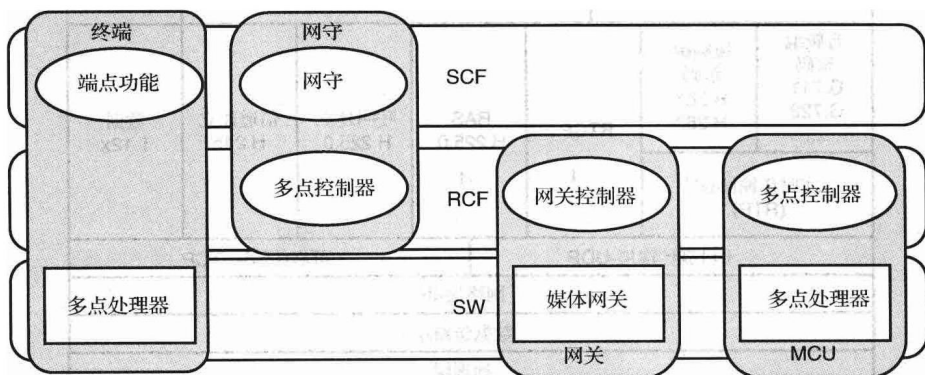 终端
网守
端点功能
网守
SCF
多点控制器
RCF
网关控制器
多点控制器
多点处理器
SW
媒体网关
多点处理器
网关
MCU